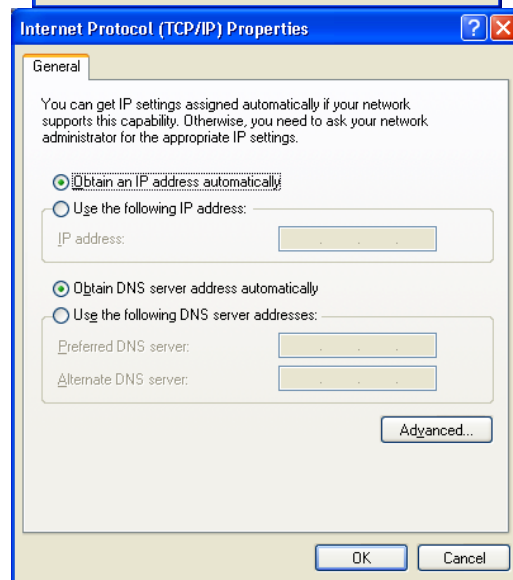 Internet Protocol (TCP/IP) Properties
?
X
General
You can get IP settings assigned automatically if your network
supports this capability. Otherwise, you need to ask your network
administrator for the appropriate IP settings.
Obtain an IP address automatically
Use the following IP address:
IP address:
. . .
Obtain DNS server address automatically
Use the following DNS server addresses:
Preferred DNS server:
. . .
Alternate DNS server:
. . .
Advanced...
OK Cancel